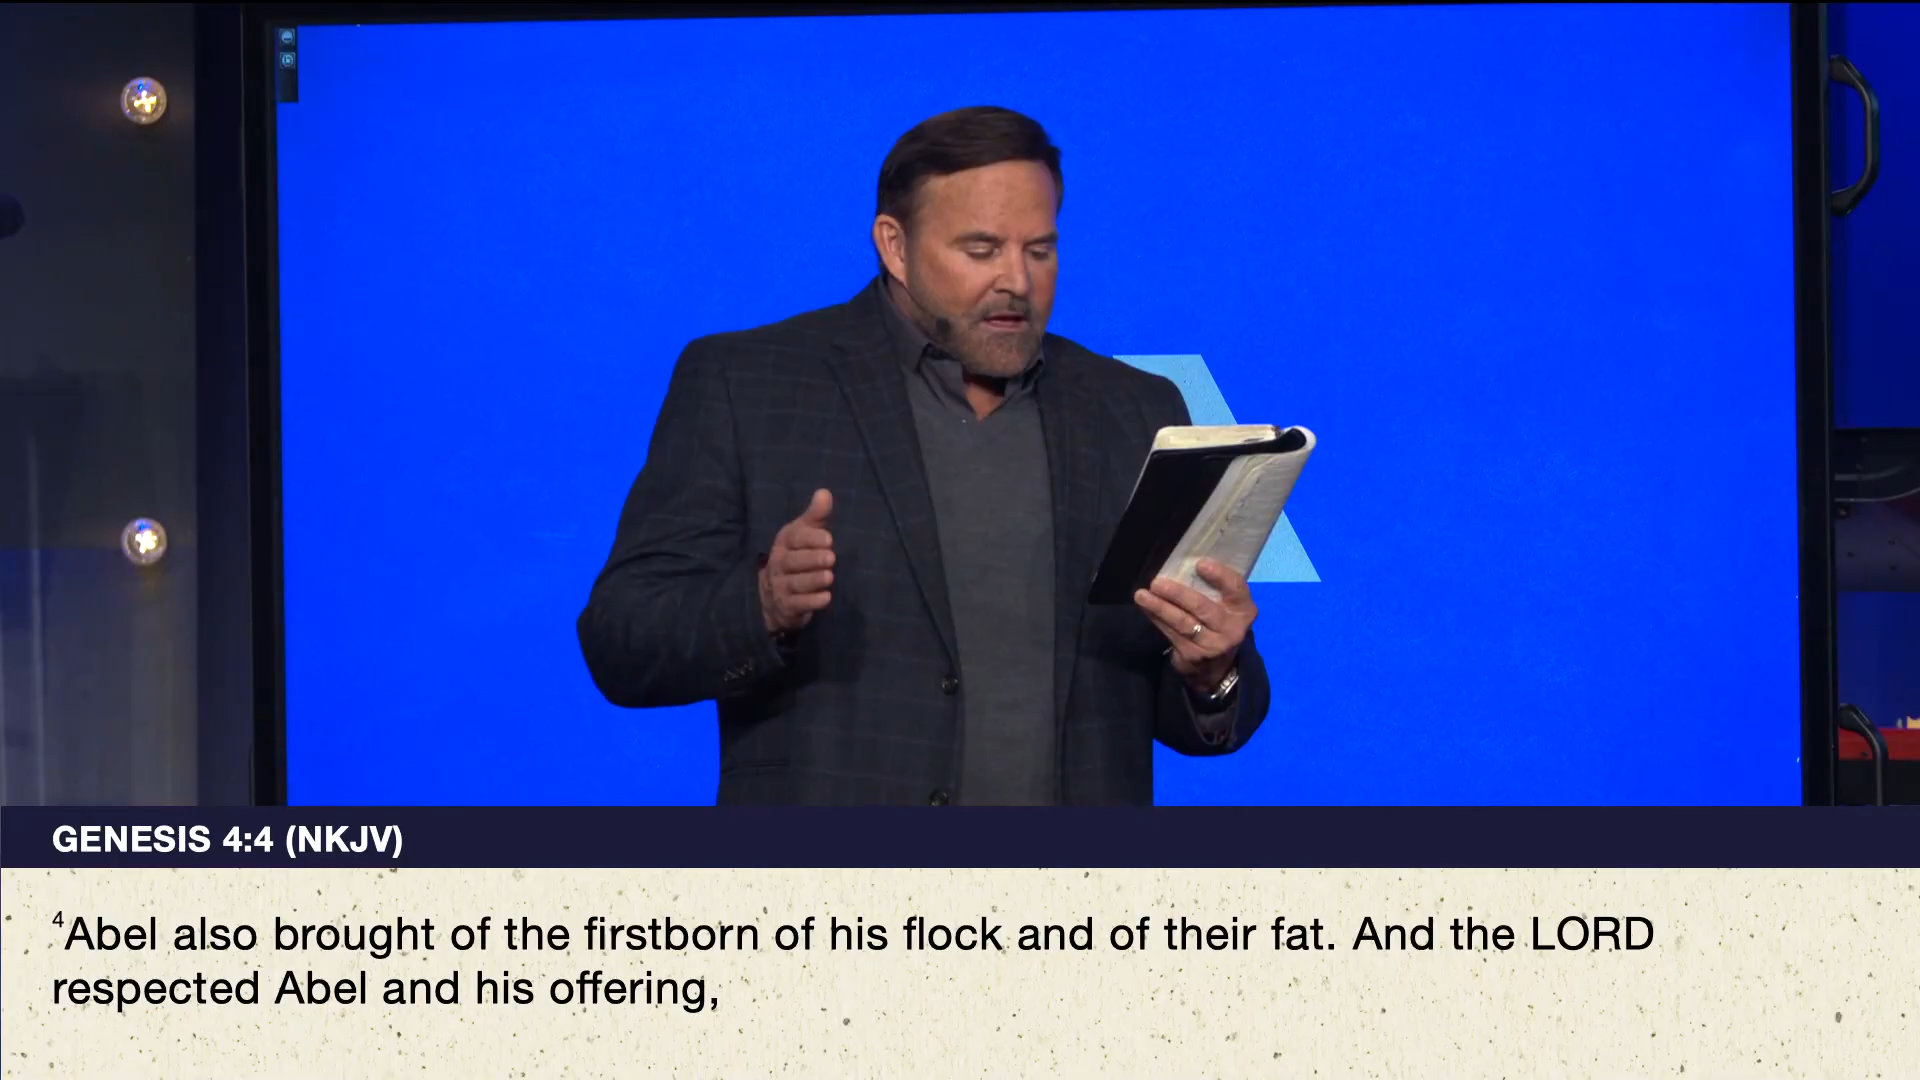 GENESIS 4:4 (NKJV)
⁴Abel also brought of the firstborn of his flock and of their fat. And the LORD
respected Abel and his offering,